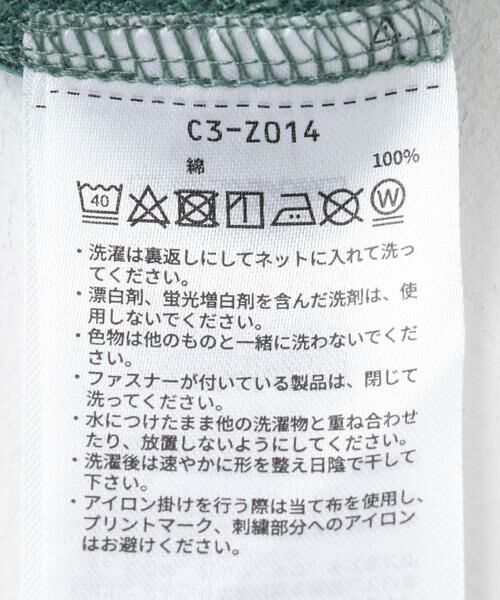 C3-Z014
綿 100%
40 W
・洗濯は裏返しにしてネットに入れて洗っ
てください。
・漂白剤、蛍光増白剤を含んだ洗剤は、使
用しないでください。
・色物は他のものと一緒に洗わないでくだ
さい。
・ファスナーが付いている製品は、閉じて
洗ってください。
・水につけたまま他の洗濯物と重ね合わせ
たり、放置しないようにしてください。
・洗濯後は速やかに形を整え日陰で干して
下さい。
・アイロン掛けを行う際は当て布を使用し、
プリントマーク、刺繍部分へのアイロン
はお避けください。